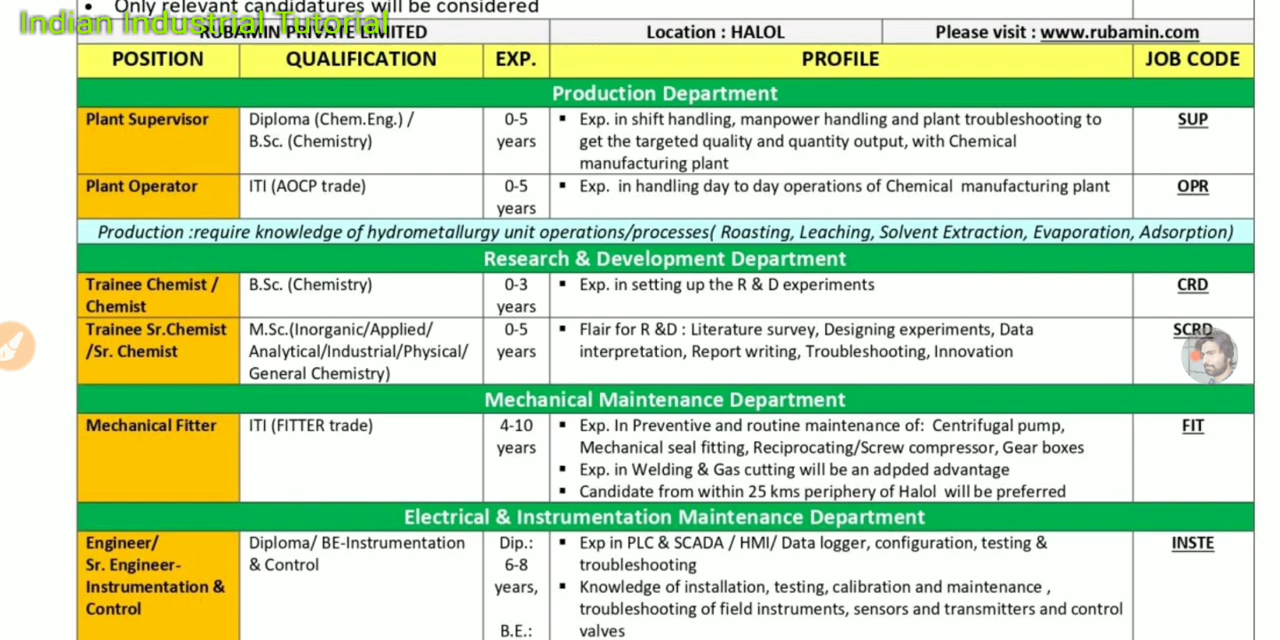 • Only relevant candidatures will be considered
Indian Industrial Tutorial
RUBAMIN PRIVATE LIMITED Location : HALOL Please visit : www.rubamin.com
POSITION QUALIFICATION EXP. PROFILE JOB CODE
Production Department
Plant Supervisor Diploma (Chem.Eng.) / 0-5 ▪ Exp. in shift handling, manpower handling and plant troubleshooting to SUP
B.Sc. (Chemistry) years get the targeted quality and quantity output, with Chemical
manufacturing plant
Plant Operator ITI (AOCP trade) 0-5 ▪ Exp. in handling day to day operations of Chemical manufacturing plant OPR
years
Production :require knowledge of hydrometallurgy unit operations/processes( Roasting, Leaching, Solvent Extraction, Evaporation, Adsorption)
Research & Development Department
Trainee Chemist / B.Sc. (Chemistry) 0-3 ▪ Exp. in setting up the R & D experiments CRD
Chemist years
Trainee Sr.Chemist M.Sc.(Inorganic/Applied/ 0-5 ▪ Flair for R &D : Literature survey, Designing experiments, Data SCRD
/Sr. Chemist Analytical/Industrial/Physical/ years interpretation, Report writing, Troubleshooting, Innovation
General Chemistry)
Mechanical Maintenance Department
Mechanical Fitter ITI (FITTER trade) 4-10 ▪ Exp. In Preventive and routine maintenance of: Centrifugal pump, FIT
years Mechanical seal fitting, Reciprocating/Screw compressor, Gear boxes
▪ Exp. in Welding & Gas cutting will be an adpded advantage
▪ Candidate from within 25 kms periphery of Halol will be preferred
Electrical & Instrumentation Maintenance Department
Engineer/ Diploma/ BE-Instrumentation Dip.: ▪ Exp in PLC & SCADA / HMI/ Data logger, configuration, testing & INSTE
Sr. Engineer- & Control 6-8 troubleshooting
Instrumentation & years, ▪ Knowledge of installation, testing, calibration and maintenance ,
Control troubleshooting of field instruments, sensors and transmitters and control
B.E.: valves